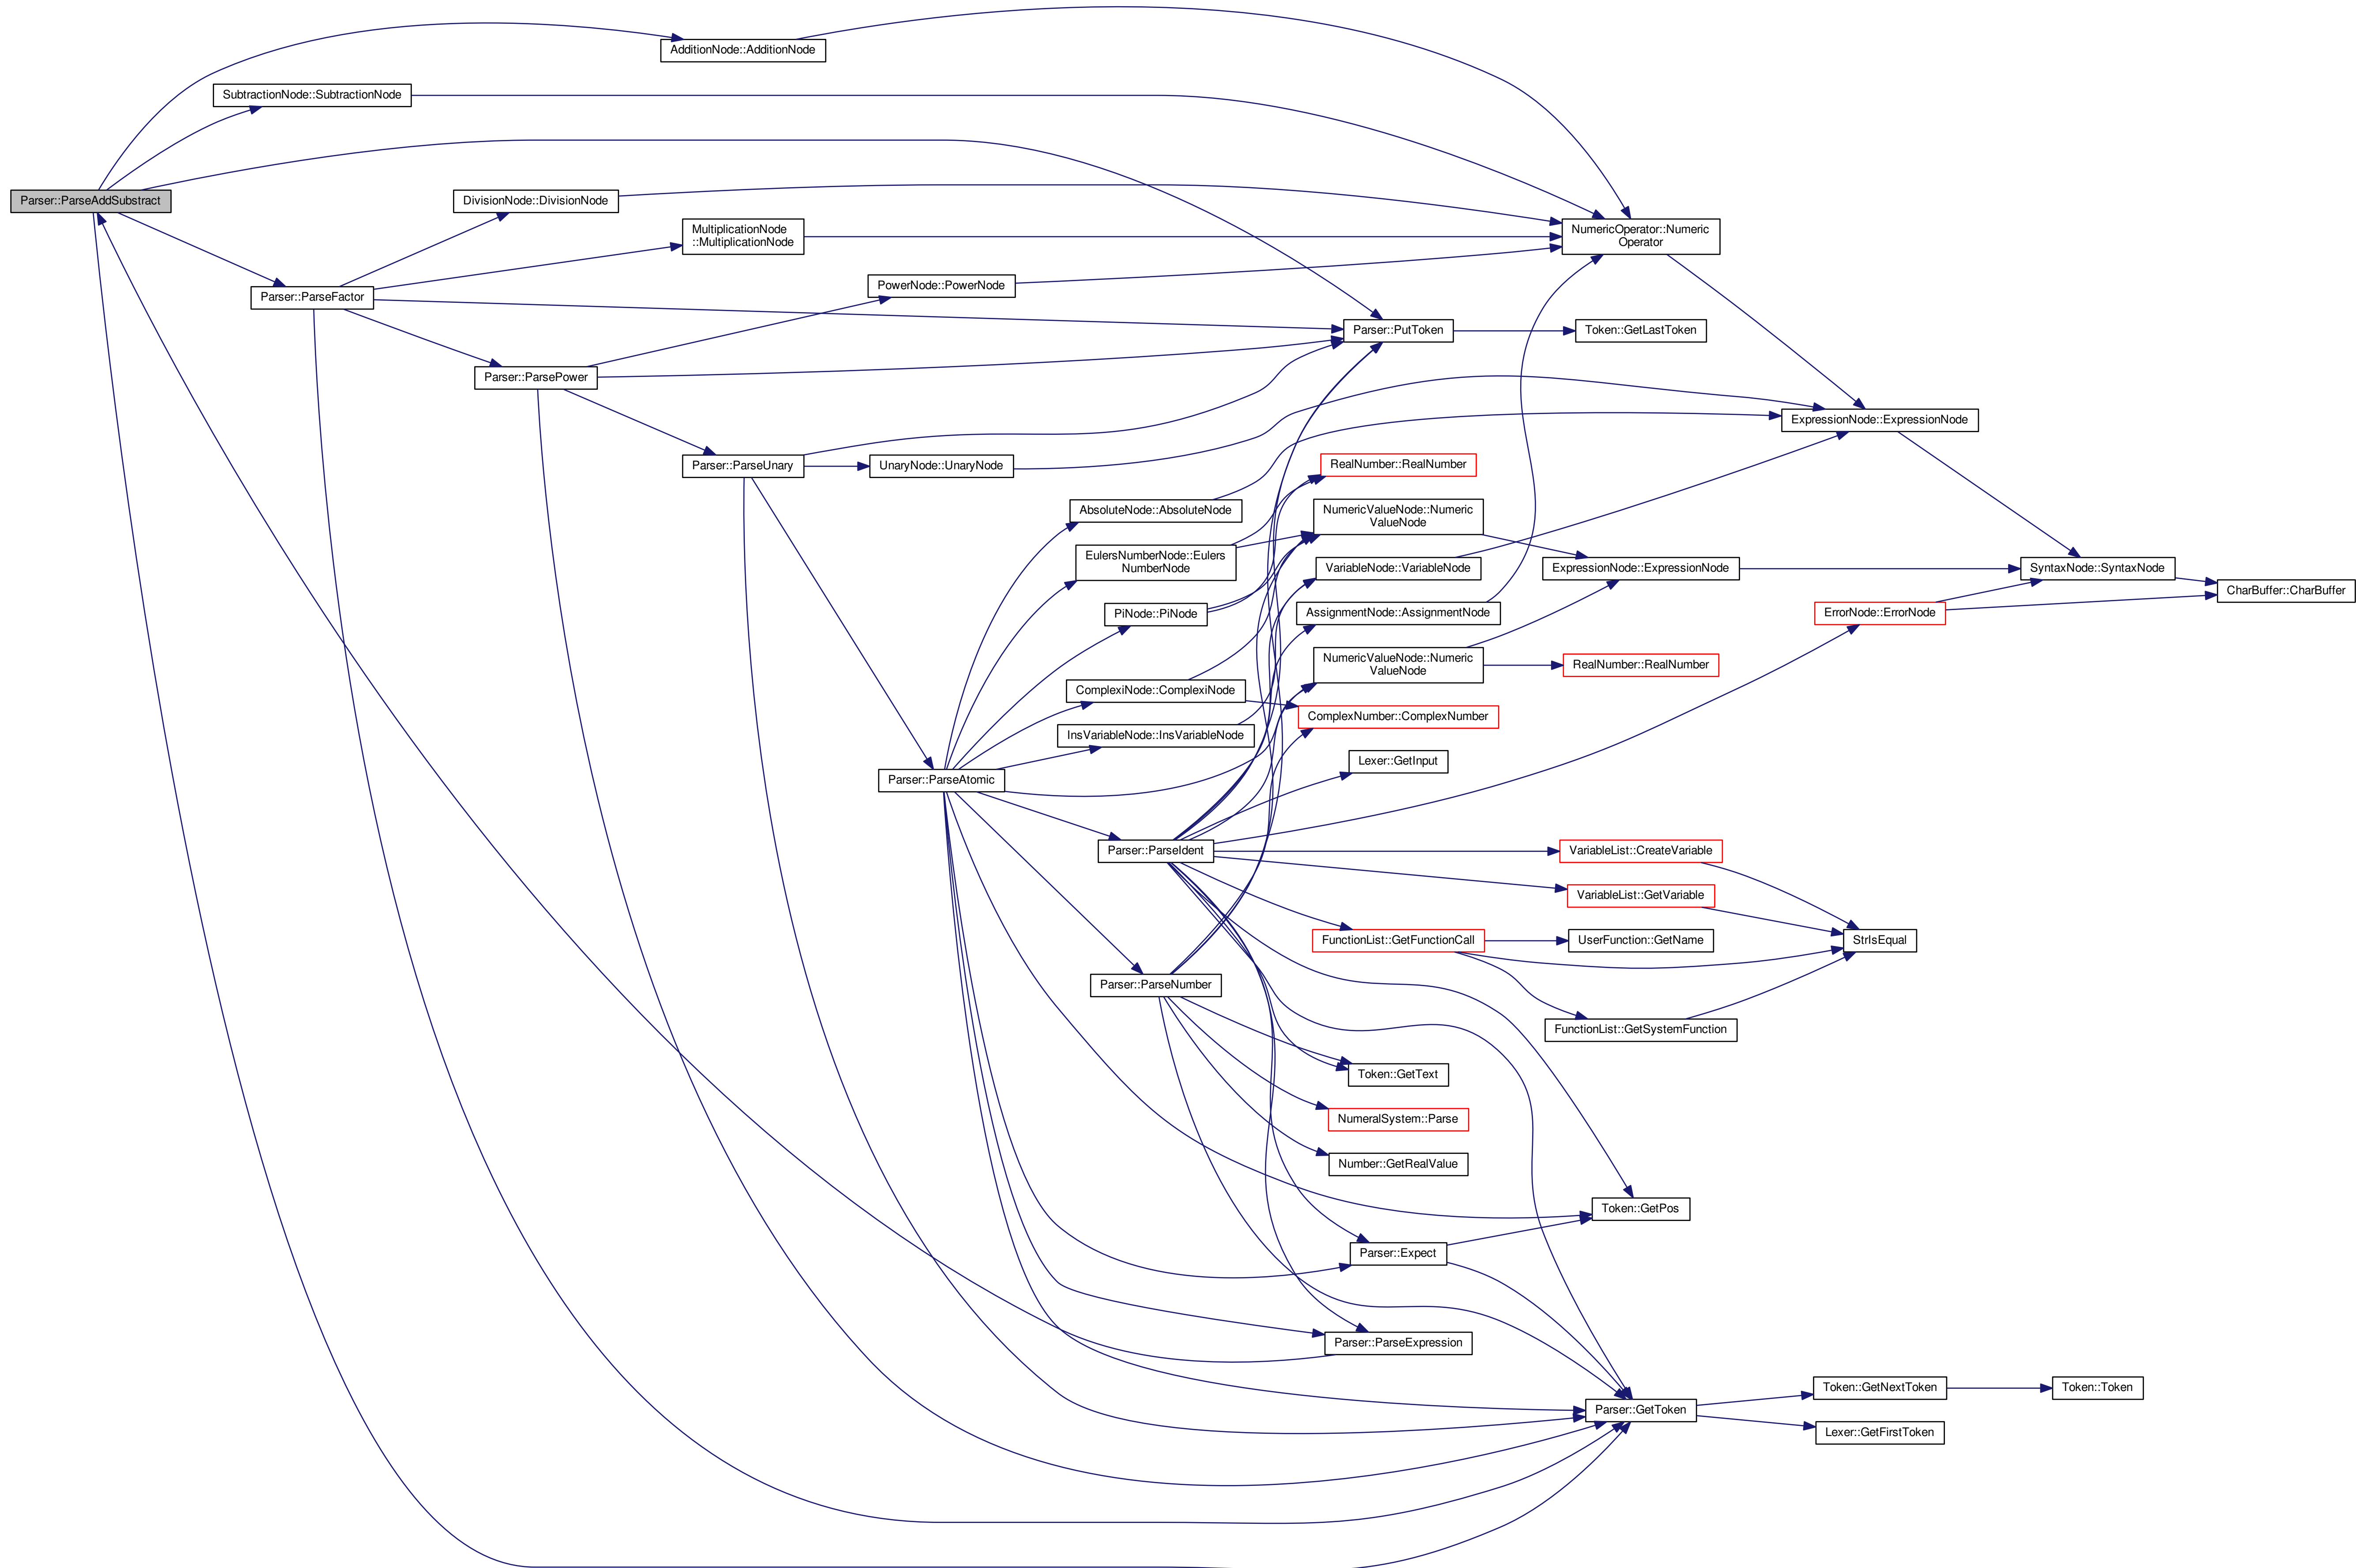 AdditionNode::AdditionNode
SubtractionNode::SubtractionNode
Parser::ParseAddSubstract
DivisionNode::DivisionNode
MultiplicationNode
::MultiplicationNode
NumericOperator::Numeric
Operator
PowerNode::PowerNode
Parser::ParseFactor
Parser::PutToken
Token::GetLastToken
Parser::ParsePower
ExpressionNode::ExpressionNode
Parser::ParseUnary
UnaryNode::UnaryNode
RealNumber::RealNumber
AbsoluteNode::AbsoluteNode
NumericValueNode::Numeric
ValueNode
EulersNumberNode::Eulers
NumberNode
VariableNode::VariableNode
ExpressionNode::ExpressionNode
SyntaxNode::SyntaxNode
CharBuffer::CharBuffer
PiNode::PiNode
AssignmentNode::AssignmentNode
ErrorNode::ErrorNode
NumericValueNode::Numeric
ValueNode
RealNumber::RealNumber
ComplexiNode::ComplexiNode
ComplexNumber::ComplexNumber
InsVariableNode::InsVariableNode
Lexer::GetInput
Parser::ParseAtomic
Parser::ParseIdent
VariableList::CreateVariable
VariableList::GetVariable
FunctionList::GetFunctionCall
UserFunction::GetName
StrIsEqual
Parser::ParseNumber
FunctionList::GetSystemFunction
Token::GetText
NumeralSystem::Parse
Number::GetRealValue
Token::GetPos
Parser::Expect
Parser::ParseExpression
Parser::GetToken
Token::GetNextToken
Token::Token
Lexer::GetFirstToken